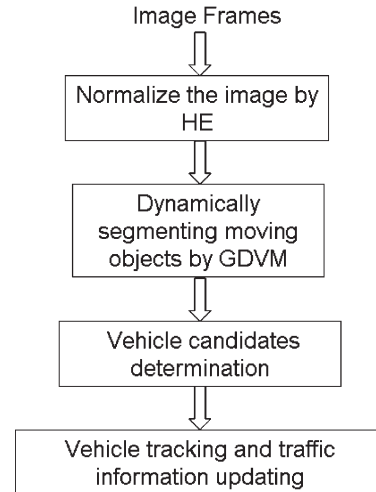 Image Frames
Normalize the image by
HE
Dynamically
segmenting moving
objects by GDVM
Vehicle candidates
determination
Vehicle tracking and traffic
information updating